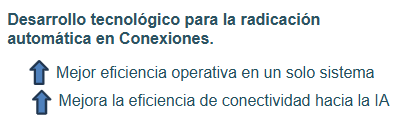 Desarrollo tecnológico para la radicación
automática en Conexiones.
Mejor eficiencia operativa en un solo sistema
Mejora la eficiencia de conectividad hacia la IA